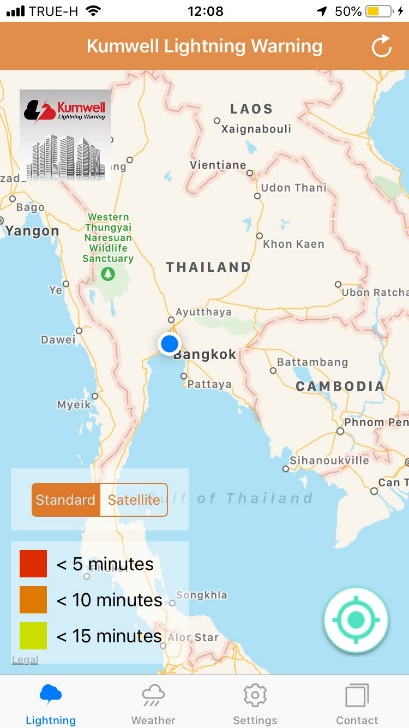 TRUE-H
12:08
50%
Kumwell Lightning Warning
Kumwell
Lightning Warning
LAOS
Xaignabouli
Vientiane
Udon Thani
Bago
Yangon
Western
Thungyai
Naresuan
Wildlife
Sanctuary
Khon Kaen
THAILAND
Ye
Ubon Ratcha
Ayutthaya
Dawei
Bangkok
Battambang
Pattaya
CAMBODIA
Myeik
Phnom Pen
Sihanoukville
Can T
Standard
Satellite
Gulf of Thailand
< 5 minutes
< 10 minutes
< 15 minutes
Songkhla
Alor Star
Legal
Lightning
Weather
Settings
Contact